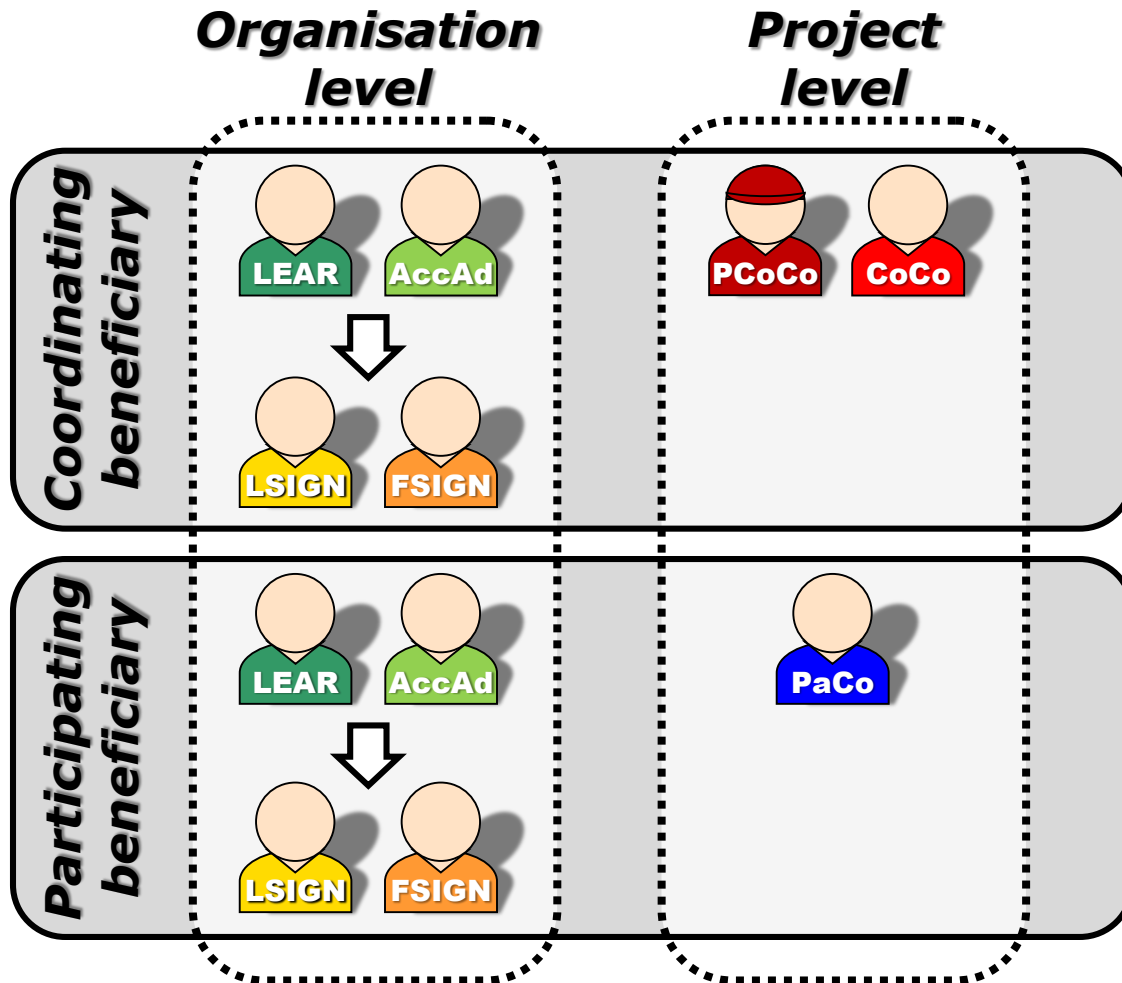 Organisation
level
Project
level
Coordinating
beneficiary
LEAR
AccAd
PCoCo
CoCo
LSIGN
FSIGN
Participating
beneficiary
LEAR
AccAd
PaCo
LSIGN
FSIGN